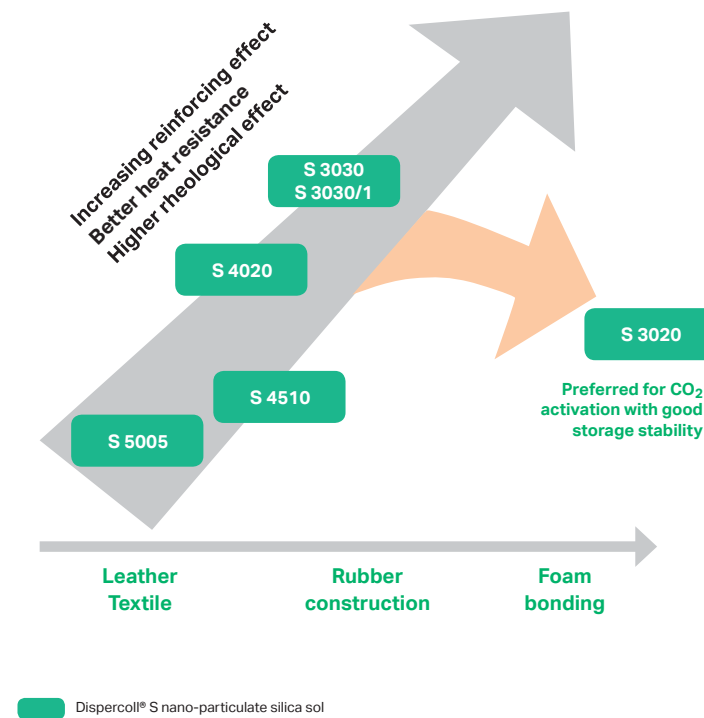 Increasing reinforcing effect
Better heat resistance
Higher rheological effect
S 3030
S 3030/1
S 4020
S 3020
S 4510
Preferred for CO₂
activation with good
storage stability
S 5005
Leather
Textile
Rubber
construction
Foam
bonding
Dispercoll® S nano-particulate silica sol